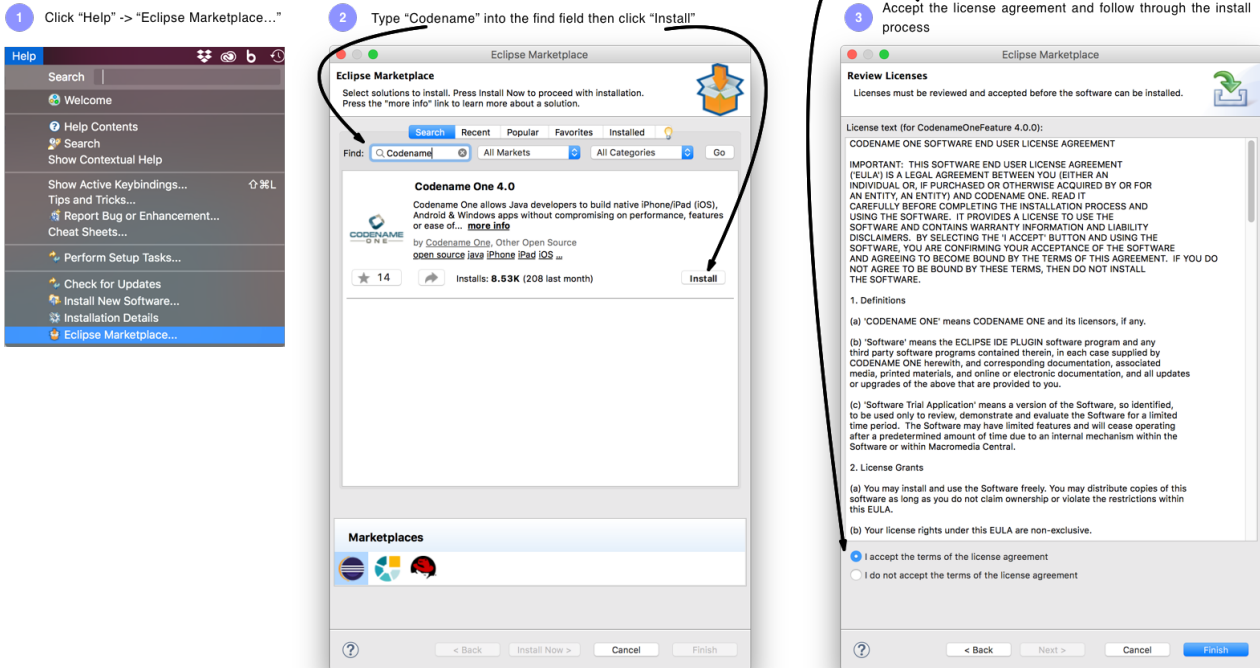 1 Click “Help” -> “Eclipse Marketplace…”
Help
Search
Welcome
Help Contents
Search
Show Contextual Help
Show Active Keybindings... ⇧⌘L
Tips and Tricks...
Report Bug or Enhancement...
Cheat Sheets...
Perform Setup Tasks...
Check for Updates
Install New Software...
Installation Details
Eclipse Marketplace...
2 Type “Codename” into the find field then click “Install”
Eclipse Marketplace
Eclipse Marketplace
Select solutions to install. Press Install Now to proceed with installation.
Press the "more info" link to learn more about a solution.
Search Recent Popular Favorites Installed
Find: Codename All Markets All Categories Go
Codename One 4.0
Codename One allows Java developers to build native iPhone/iPad (iOS),
Android & Windows apps without compromising on performance, features
or ease of... more info
CODENAME
ONE
by Codename One, Other Open Source
open source java iPhone iPad iOS ...
14 Installs: 8.53K (208 last month) Install
Marketplaces
? < Back Install Now > Cancel Finish
3 Accept the license agreement and follow through the install
process
Eclipse Marketplace
Review Licenses
Licenses must be reviewed and accepted before the software can be installed.
License text (for CodenameOneFeature 4.0.0):
CODENAME ONE SOFTWARE END USER LICENSE AGREEMENT
IMPORTANT: THIS SOFTWARE END USER LICENSE AGREEMENT
('EULA') IS A LEGAL AGREEMENT BETWEEN YOU (EITHER AN
INDIVIDUAL OR, IF PURCHASED OR OTHERWISE ACQUIRED BY OR FOR
AN ENTITY, AN ENTITY) AND CODENAME ONE. READ IT
CAREFULLY BEFORE COMPLETING THE INSTALLATION PROCESS AND
USING THE SOFTWARE. IT PROVIDES A LICENSE TO USE THE
SOFTWARE AND CONTAINS WARRANTY INFORMATION AND LIABILITY
DISCLAIMERS. BY SELECTING THE 'I ACCEPT' BUTTON AND USING THE
SOFTWARE, YOU ARE CONFIRMING YOUR ACCEPTANCE OF THE SOFTWARE
AND AGREEING TO BECOME BOUND BY THE TERMS OF THIS AGREEMENT. IF YOU DO
NOT AGREE TO BE BOUND BY THESE TERMS, THEN DO NOT INSTALL
THE SOFTWARE.
1. Definitions
(a) 'CODENAME ONE' means CODENAME ONE and its licensors, if any.
(b) 'Software' means the ECLIPSE IDE PLUGIN software program and any
third party software programs contained therein, in each case supplied by
CODENAME ONE herewith, and corresponding documentation, associated
media, printed materials, and online or electronic documentation, and all updates
or upgrades of the above that are provided to you.
(c) 'Software Trial Application' means a version of the Software, so identified,
to be used only to review, demonstrate and evaluate the Software for a limited
time period. The Software may have limited features and will cease operating
after a predetermined amount of time due to an internal mechanism within the
Software or within Macromedia Central.
2. License Grants
(a) You may install and use the Software freely. You may distribute copies of this
software as long as you do not claim ownership or violate the restrictions within
this EULA.
(b) Your license rights under this EULA are non-exclusive.
I accept the terms of the license agreement
I do not accept the terms of the license agreement
? < Back Next > Cancel Finish